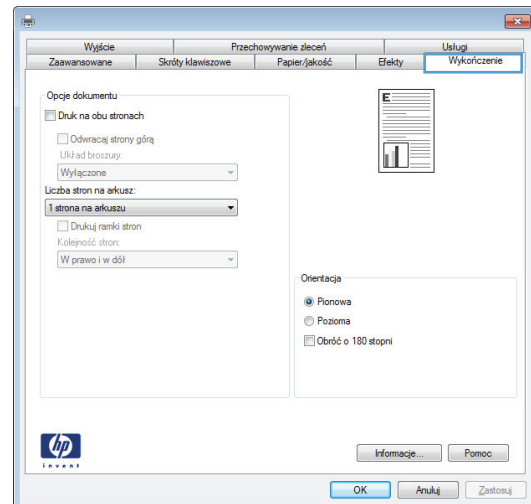 Wyjście Przechowywanie zleceń Usługi
Zaawansowane Skróty klawiszowe Papier/jakość Efekty Wykończenie
Opcje dokumentu
Druk na obu stronach
Odwracaj strony górą
Układ broszury:
Wyłączone
Liczba stron na arkusz:
1 strona na arkuszu
Drukuj ramki stron
Kolejność stron:
W prawo i w dół
E
Orientacja
Pionowa
Pozioma
Obróć o 180 stopni
hp
invent
Informacje... Pomoc
OK Anuluj Zastosuj